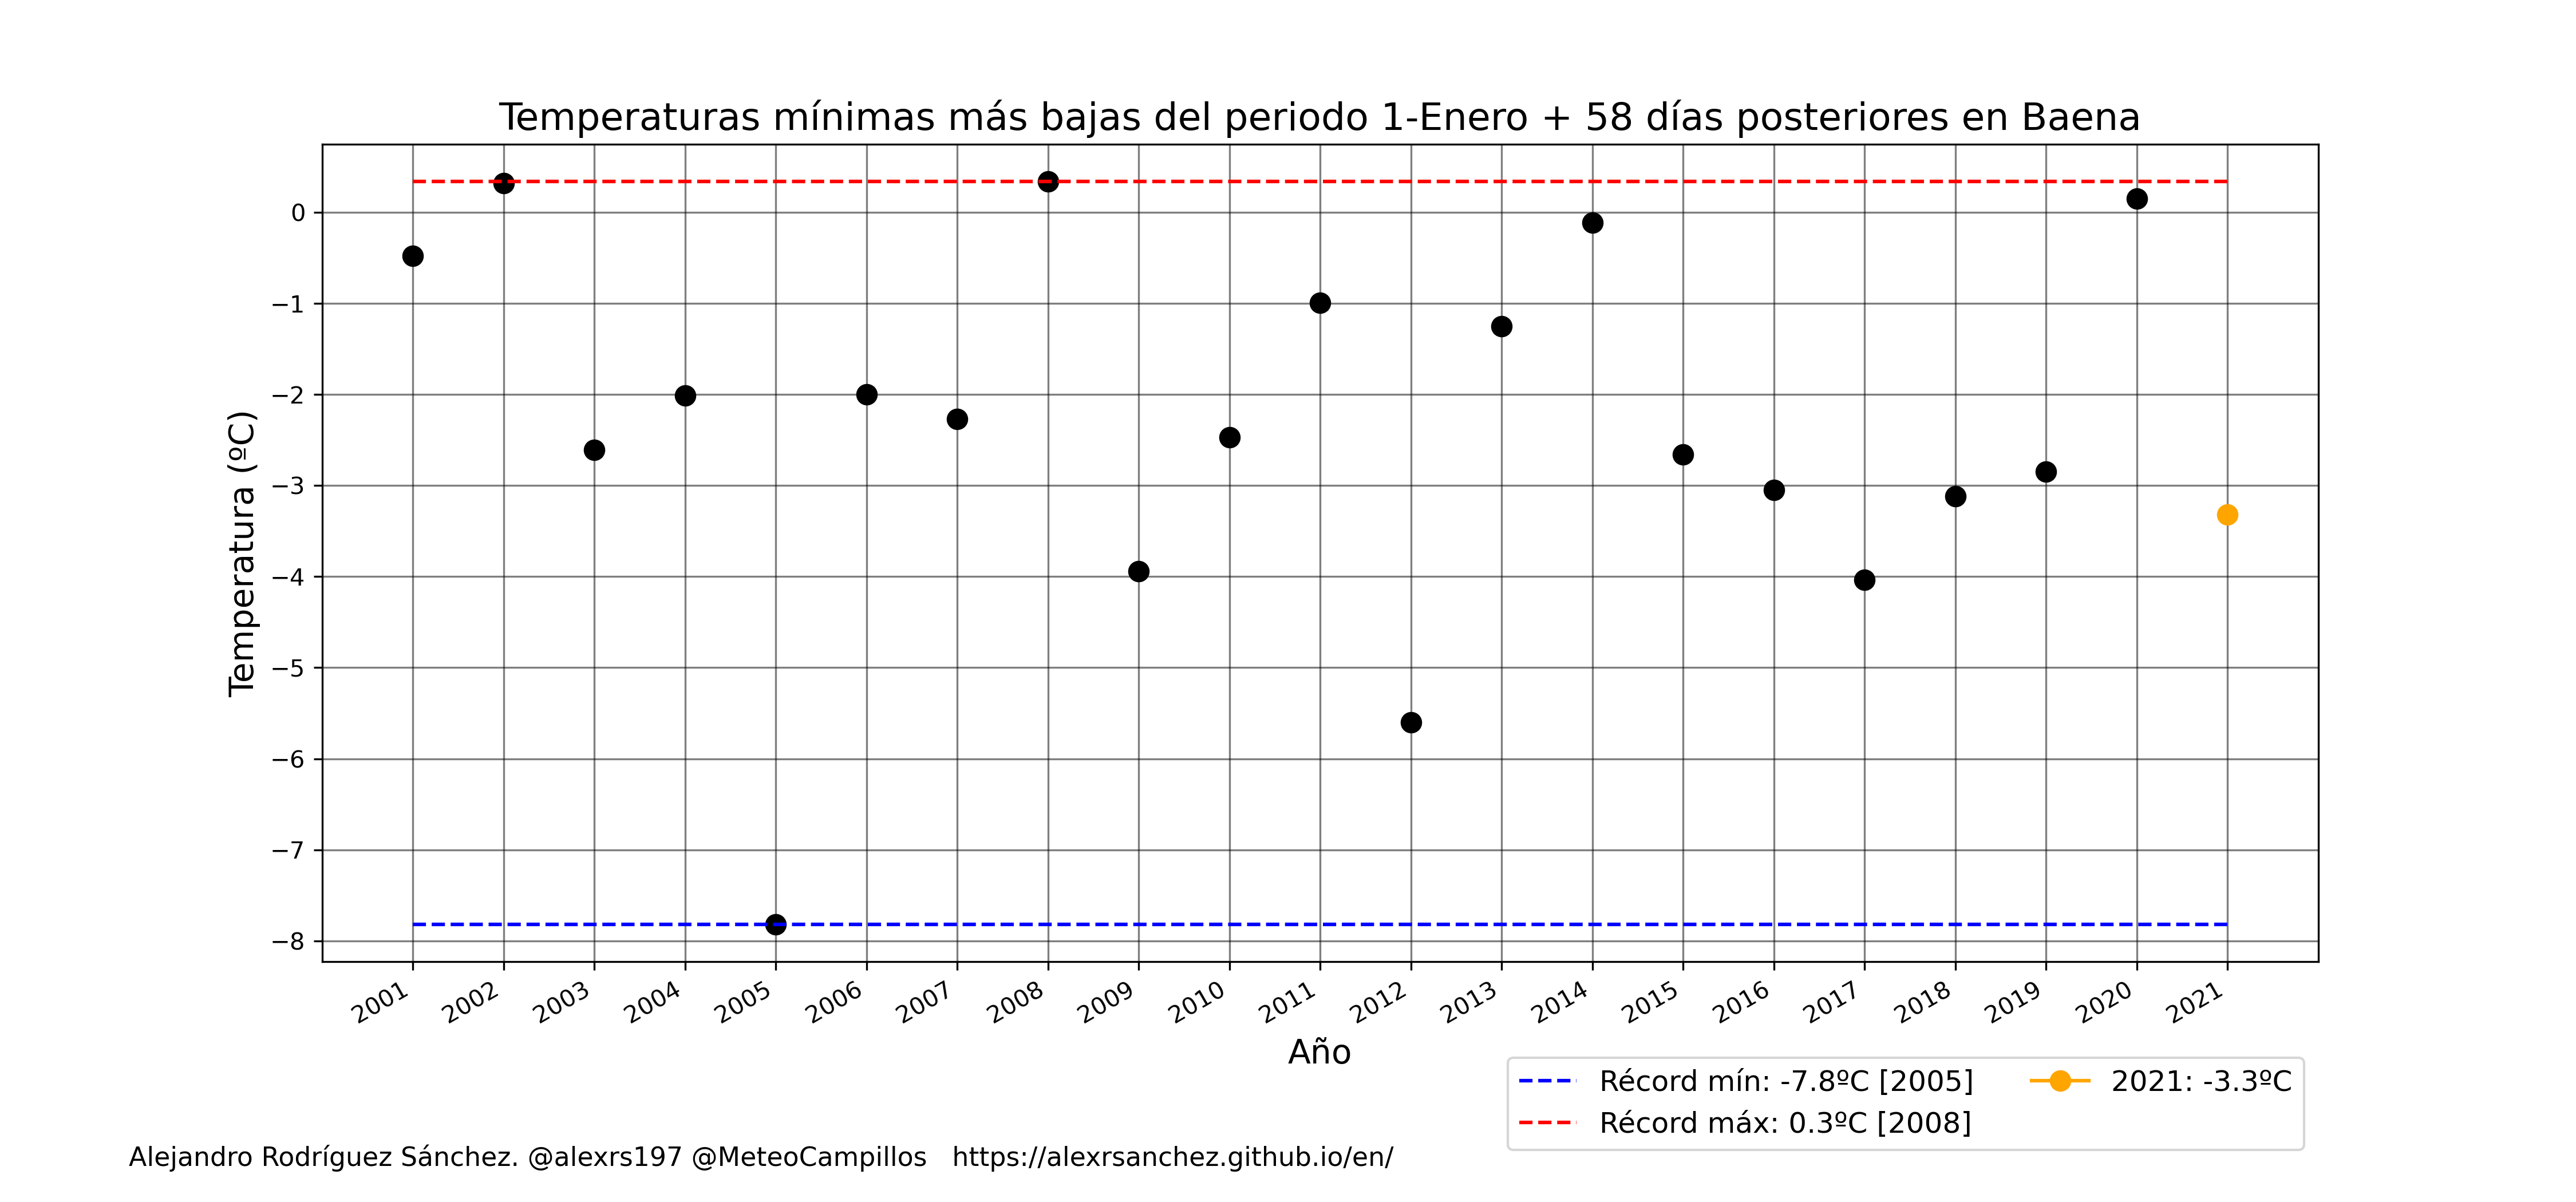 Temperaturas mínimas más bajas del periodo 1-Enero + 58 días posteriores en Baena
Temperatura (ºC)
0
−1
−2
−3
−4
−5
−6
−7
−8
2001 2002 2003 2004 2005 2006 2007 2008 2009 2010 2011 2012 2013 2014 2015 2016 2017 2018 2019 2020 2021
Año
Récord mín: -7.8ºC [2005]
Récord máx: 0.3ºC [2008]
2021: -3.3ºC
Alejandro Rodríguez Sánchez. @alexrs197 @MeteoCampillos https://alexrsanchez.github.io/en/